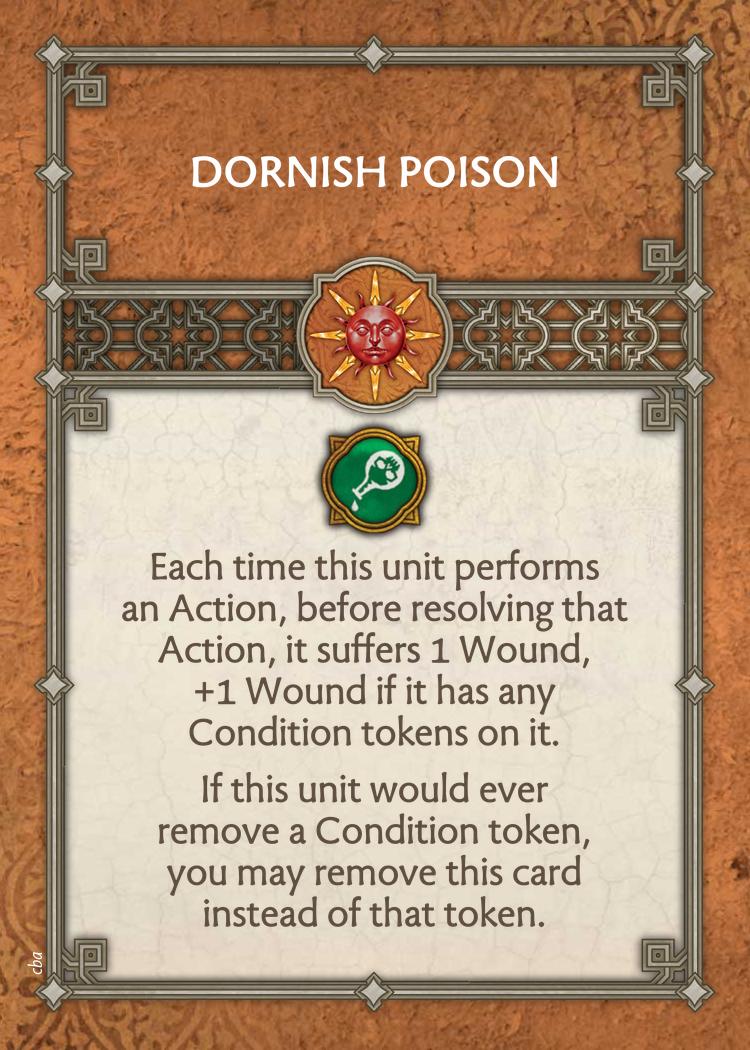 DORNISH POISON
Each time this unit performs
an Action, before resolving that
Action, it suffers 1 Wound,
+1 Wound if it has any
Condition tokens on it.
If this unit would ever
remove a Condition token,
you may remove this card
instead of that token.
cba